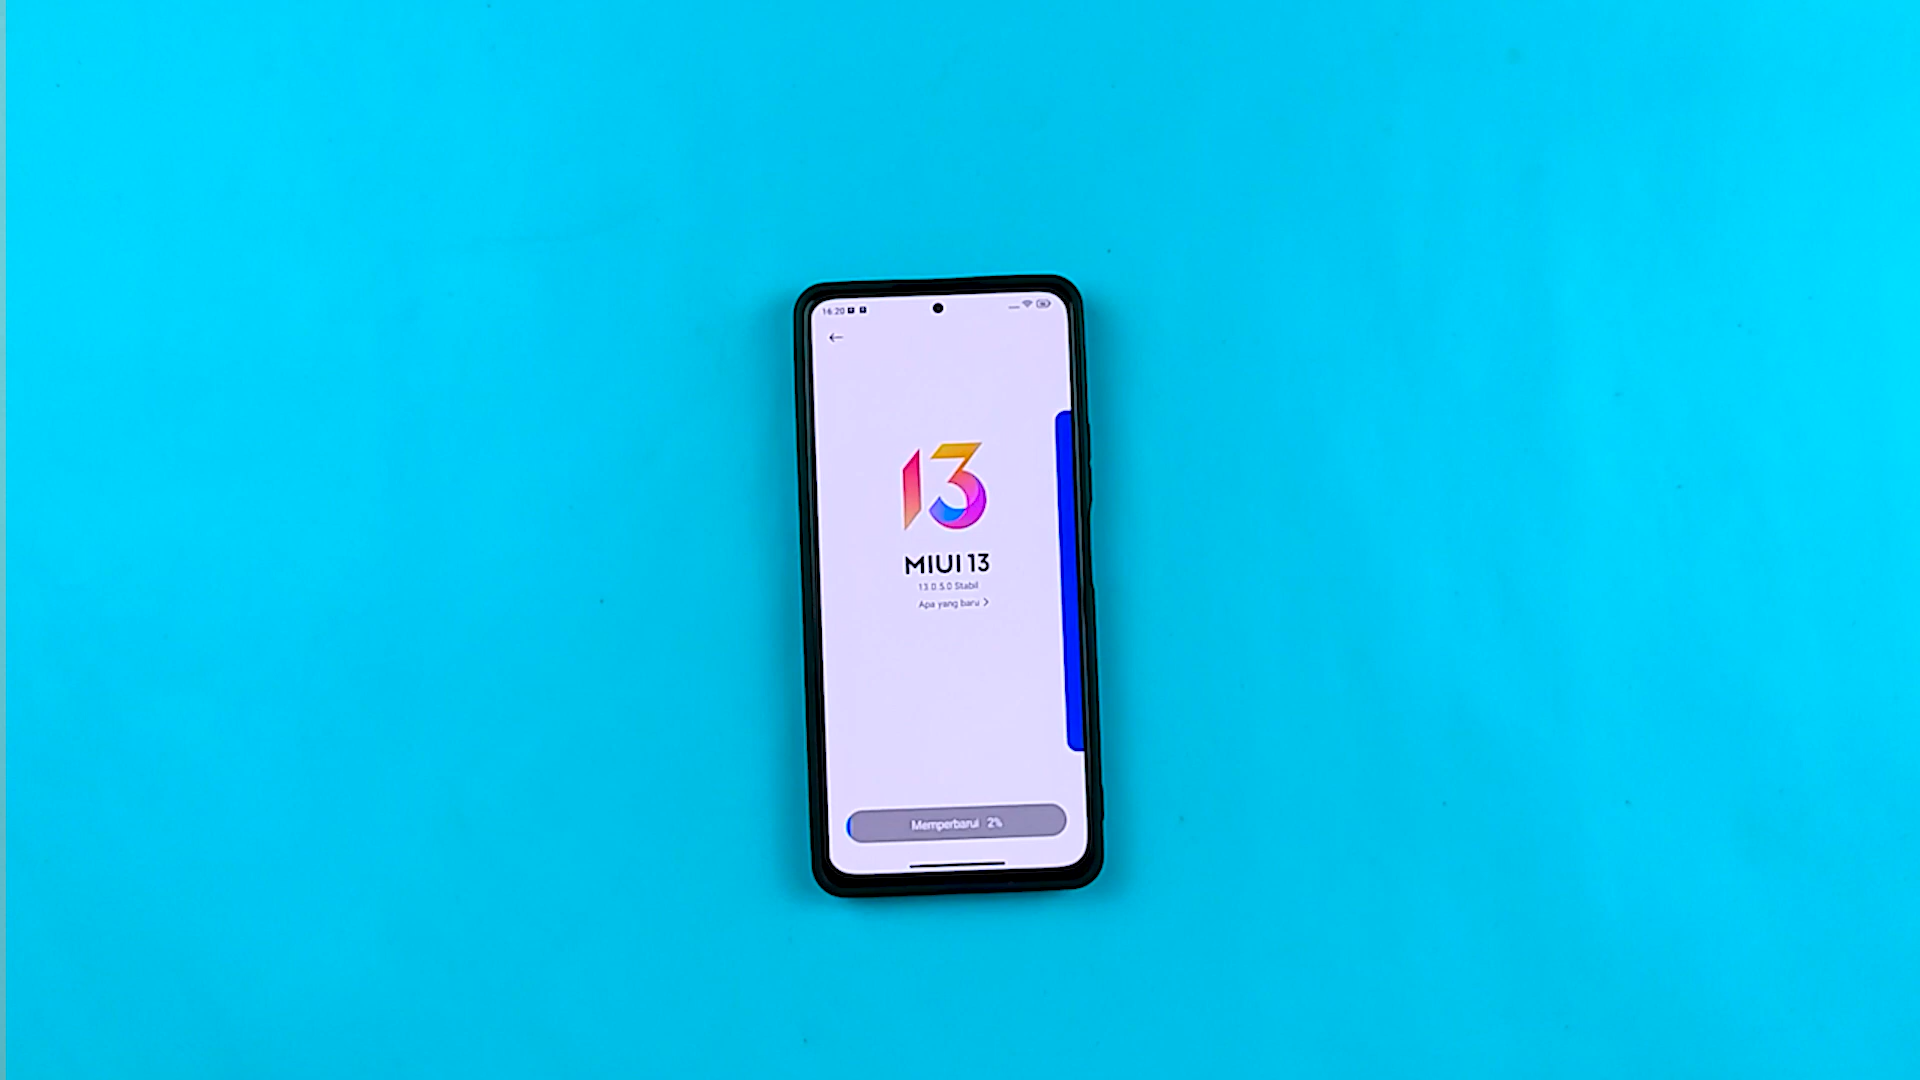 16.20
13
MIUI 13
13.0.5.0 Stabil
Apa yang baru >
Memperbarui 2%